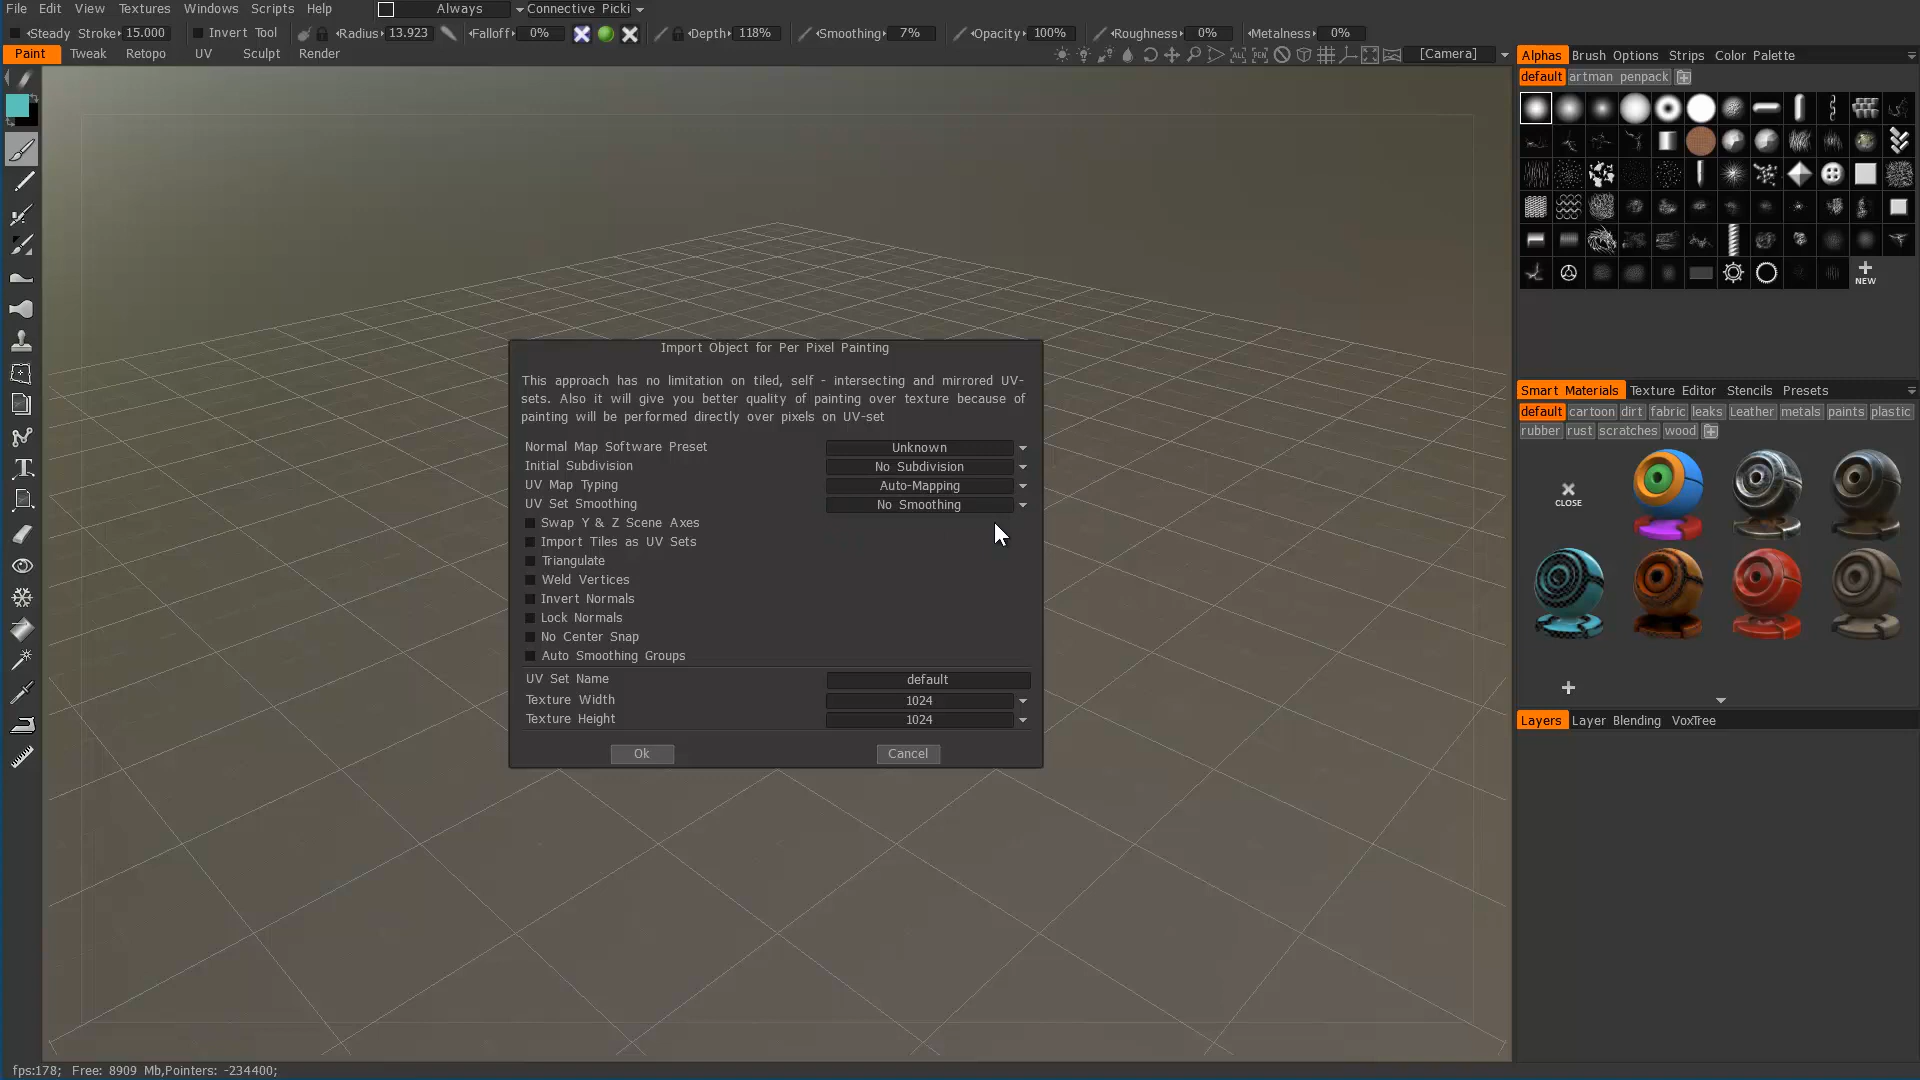 File Edit View Textures Windows Scripts Help Always Connective Picki
Steady Stroke 15.000 Invert Tool Radius 13.923 Falloff 0% Depth 118% Smoothing 7% Opacity 100% Roughness 0% Metalness 0%
Paint Tweak Retopo UV Sculpt Render ALL PEN [Camera]
Alphas Brush Options Strips Color Palette
default artman penpack
NEW
Import Object for Per Pixel Painting
This approach has no limitation on tiled, self - intersecting and mirrored UV-
sets. Also it will give you better quality of painting over texture because of
painting will be performed directly over pixels on UV-set
Normal Map Software Preset Unknown
Initial Subdivision No Subdivision
UV Map Typing Auto-Mapping
UV Set Smoothing No Smoothing
Swap Y & Z Scene Axes
Import Tiles as UV Sets
Triangulate
Weld Vertices
Invert Normals
Lock Normals
No Center Snap
Auto Smoothing Groups
UV Set Name default
Texture Width 1024
Texture Height 1024
Ok Cancel
Smart Materials Texture Editor Stencils Presets
default cartoon dirt fabric leaks Leather metals paints plastic
rubber rust scratches wood
CLOSE
Layers Layer Blending VoxTree
fps:178; Free: 8909 Mb,Pointers: -234400;